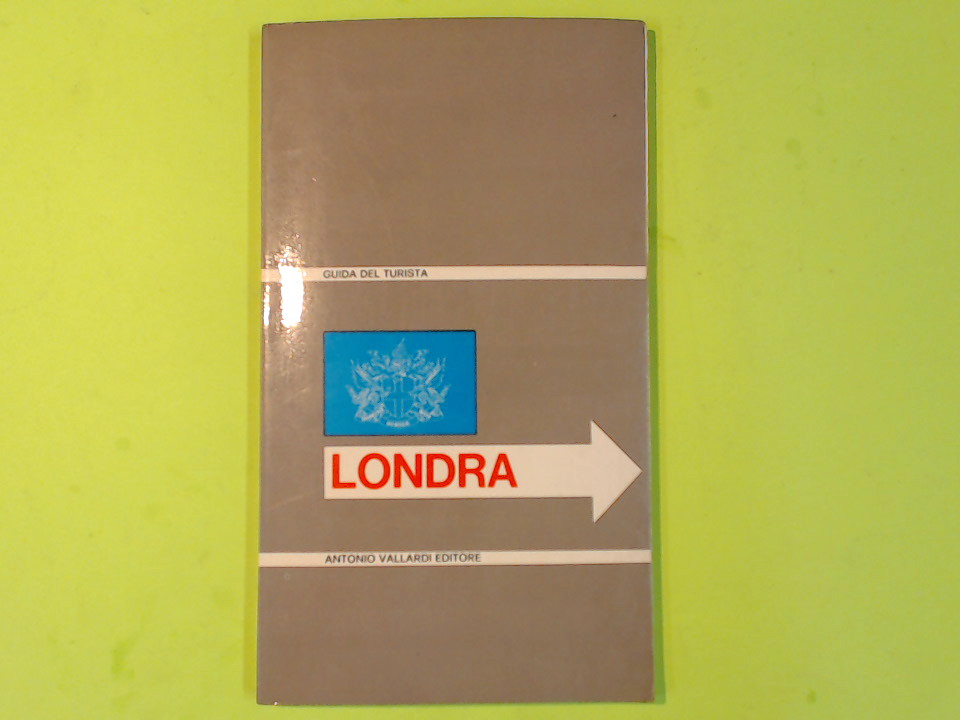 GUIDA DEL TURISTA
LONDRA
ANTONIO VALLARDI EDITORE